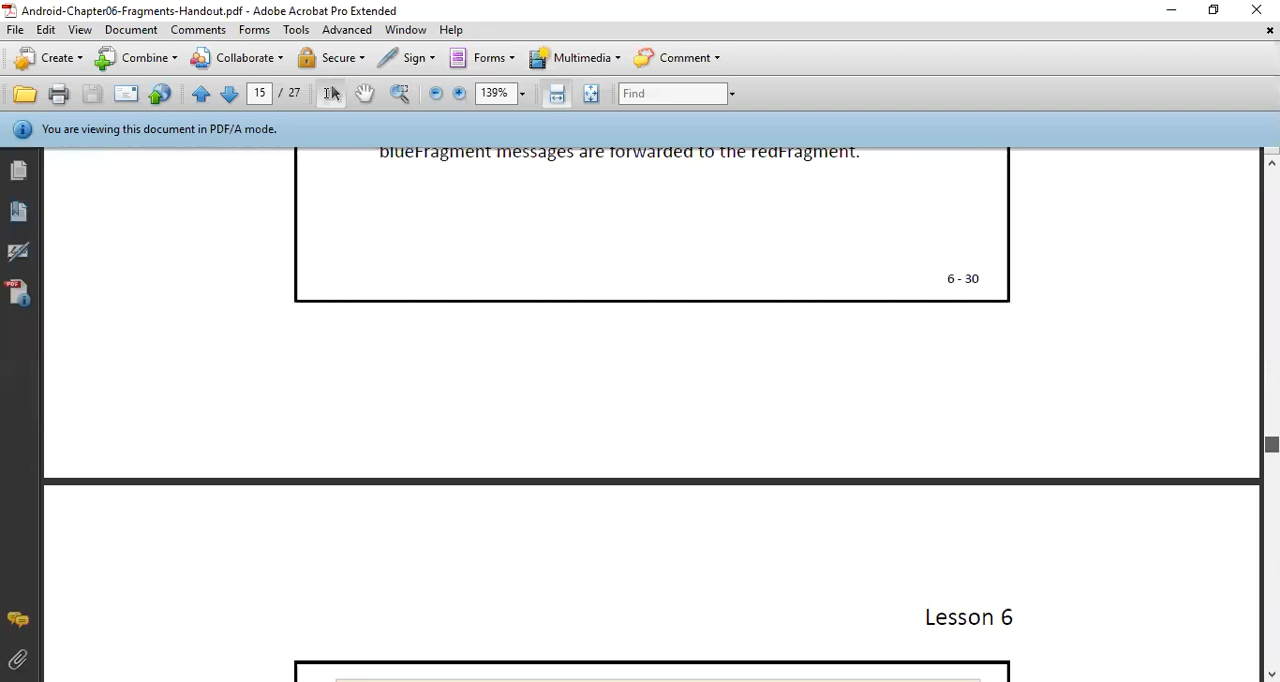 Android-Chapter06-Fragments-Handout.pdf - Adobe Acrobat Pro Extended
File Edit View Document Comments Forms Tools Advanced Window Help
Create Combine Collaborate Secure Sign Forms Multimedia Comment
15 / 27 139% Find
You are viewing this document in PDF/A mode.
blueFragment messages are forwarded to the redFragment.
6 - 30
Lesson 6